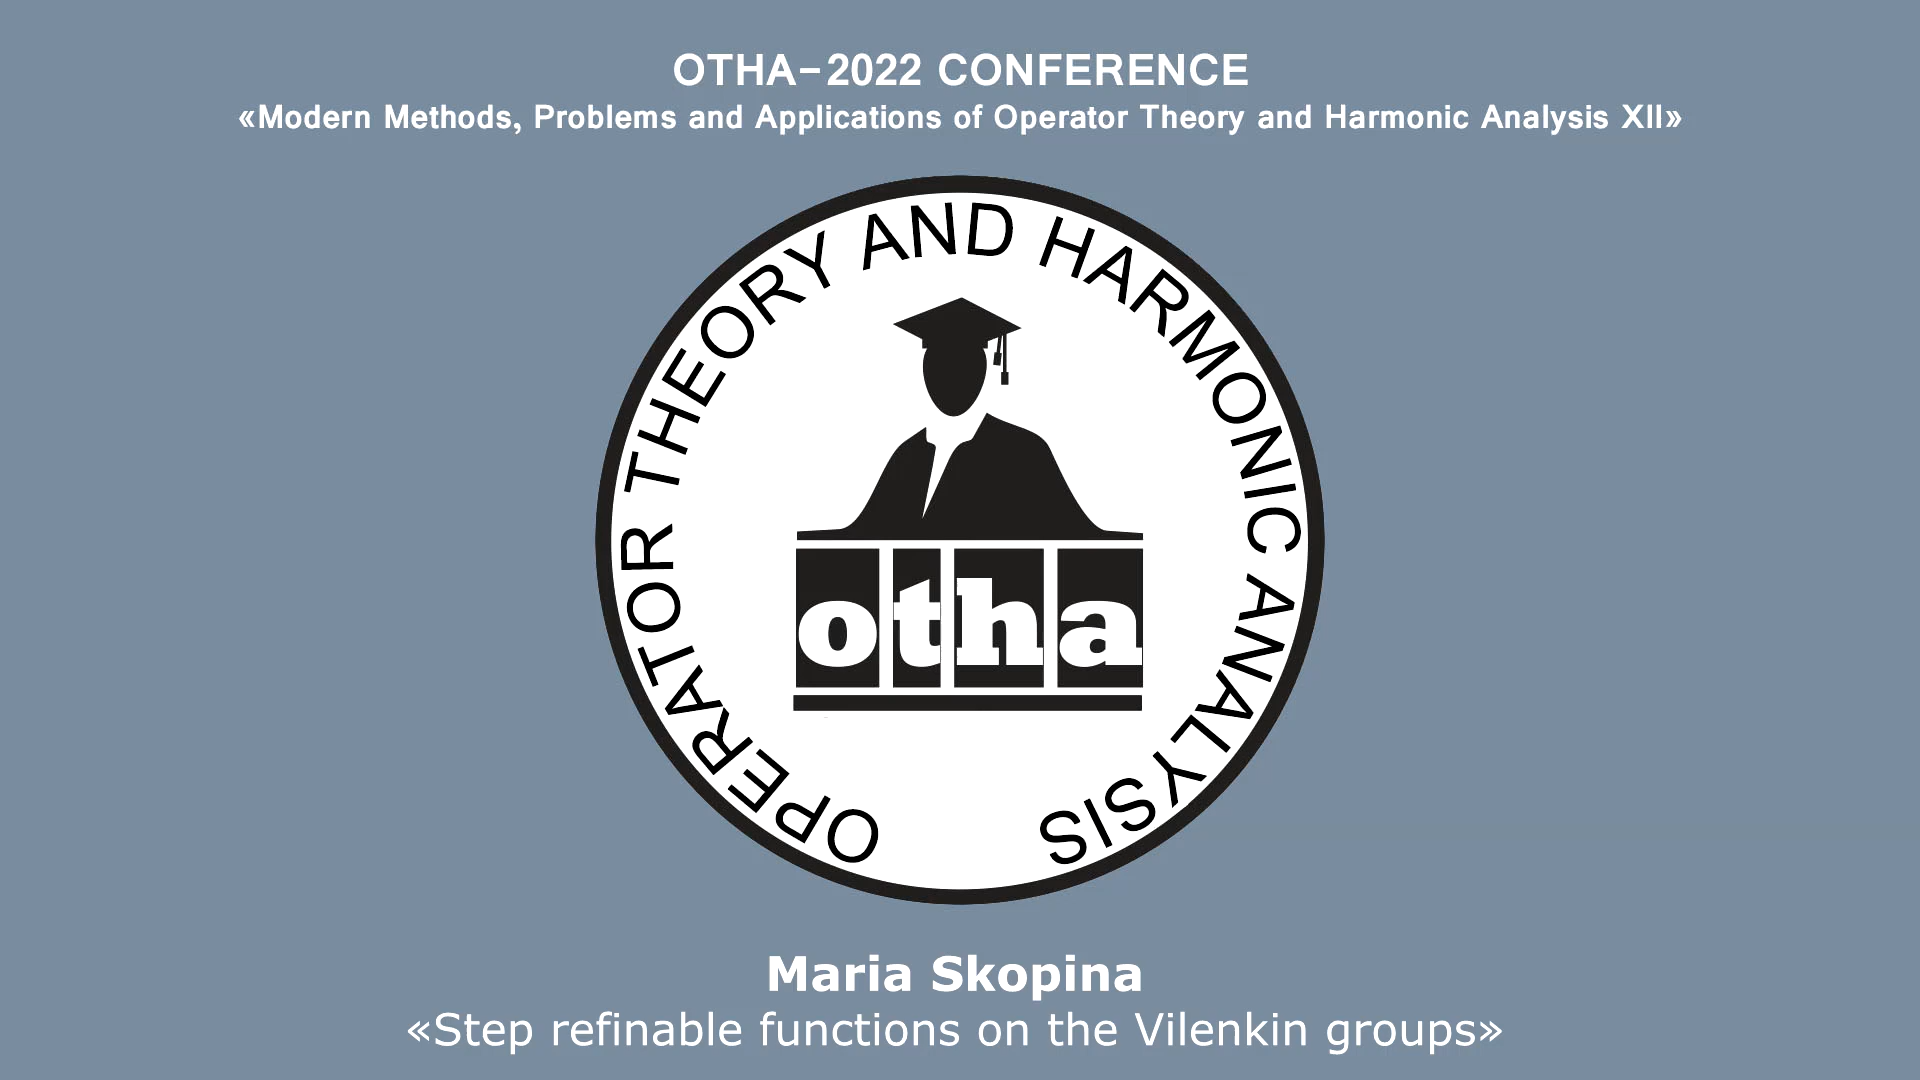 OTHA-2022 CONFERENCE
«Modern Methods, Problems and Applications of Operator Theory and Harmonic Analysis XII»
OPERATOR THEORY AND HARMONIC ANALYSIS
otha
Maria Skopina
«Step refinable functions on the Vilenkin groups»